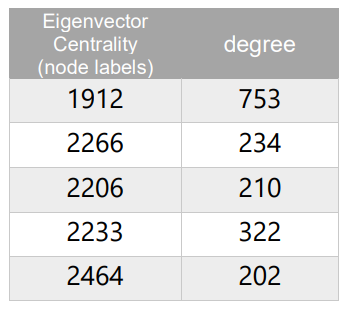 Eigenvector
Centrality
(node labels)
degree
1912 753
2266 234
2206 210
2233 322
2464 202